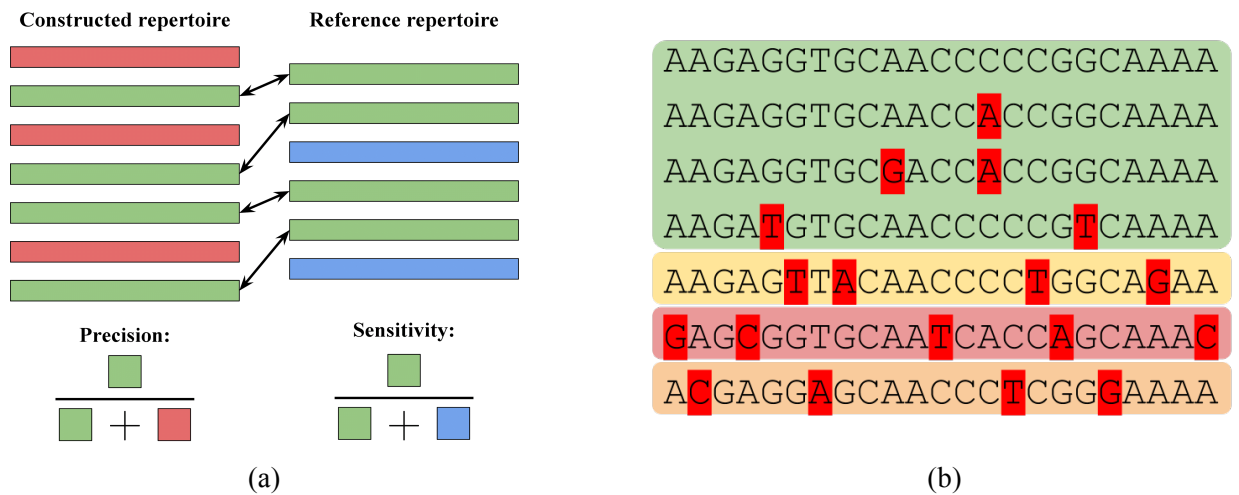 Constructed repertoire
Reference repertoire
Precision:
+
Sensitivity:
+
(a)
AAGAGGTGCAACCCCCGGCAAAA
AAGAGGTGCAACCACCGGCAAAA
AAGAGGTGCGACCACCGGCAAAA
AAGATGTGCAACCCCCGTCAAAA
AAGAGTTACAACCCCTGGCAGAA
GAGCGGTGCAATCACCAGCAAAC
ACGAGGAGCAACCCTCGGGAAAA
(b)